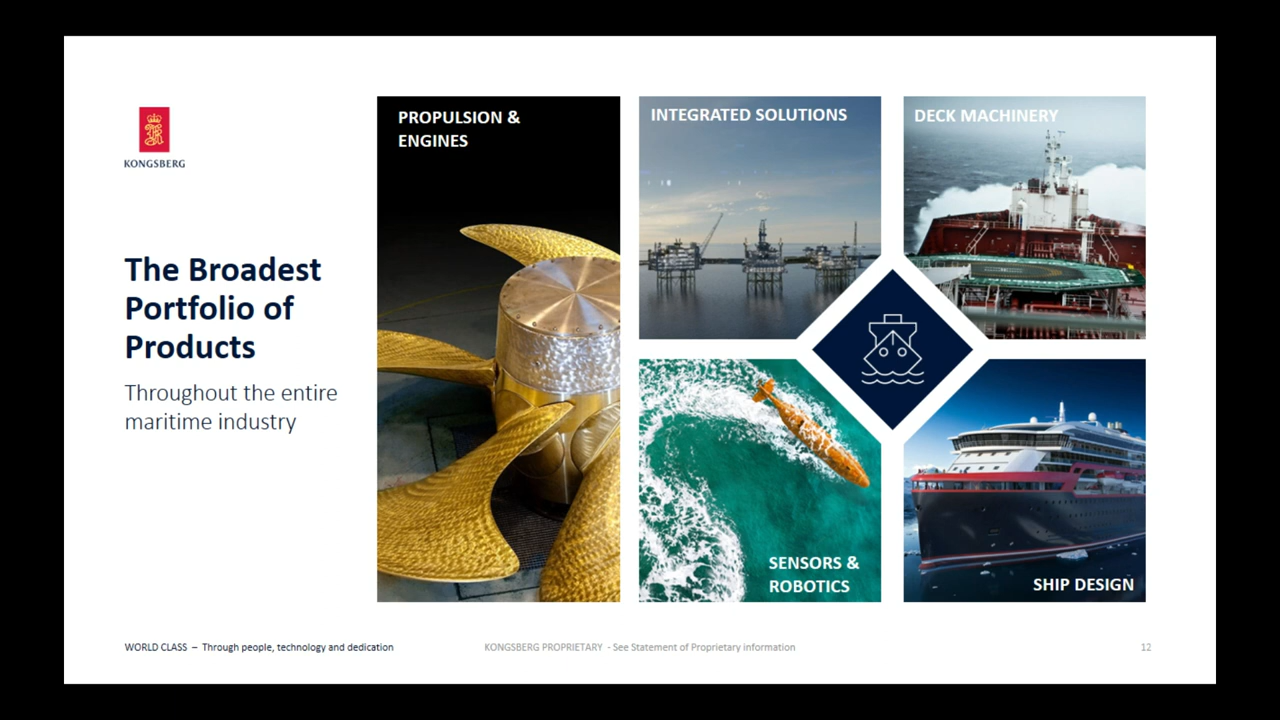 KONGSBERG
The Broadest
Portfolio of
Products
Throughout the entire
maritime industry
PROPULSION &
ENGINES
INTEGRATED SOLUTIONS
DECK MACHINERY
SENSORS &
ROBOTICS
SHIP DESIGN
WORLD CLASS – Through people, technology and dedication
KONGSBERG PROPRIETARY - See Statement of Proprietary information
12